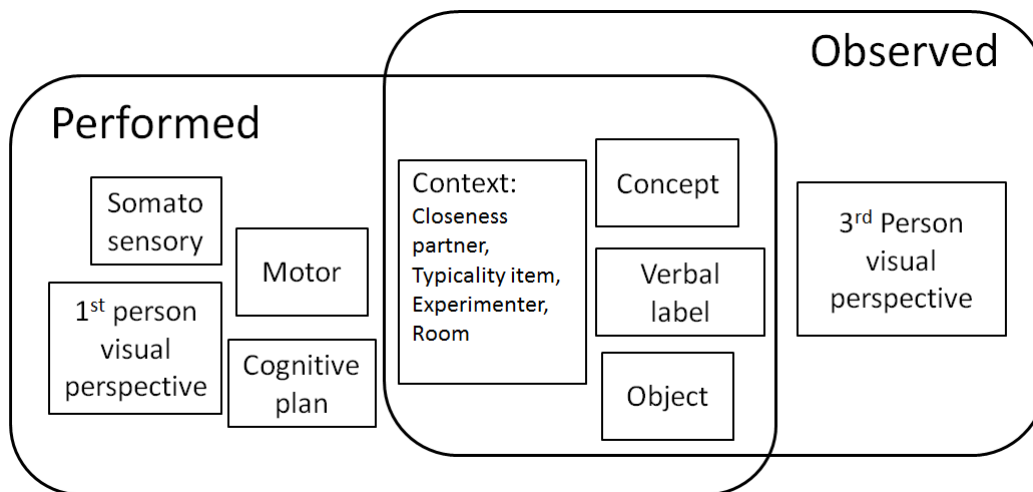 Observed
Performed
Somato
sensory
Motor
1st person
visual
perspective
Cognitive
plan
Context:
Closeness
partner,
Typicality item,
Experimenter,
Room
Concept
Verbal
label
Object
3rd Person
visual
perspective